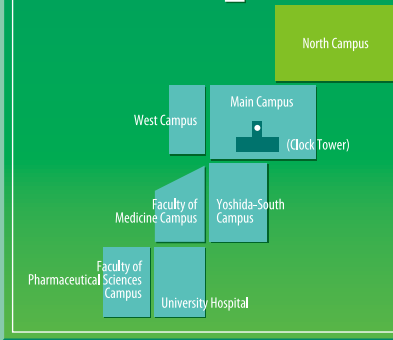 North Campus
Main Campus
West Campus
(Clock Tower)
Faculty of
Medicine Campus
Yoshida-South
Campus
Faculty of
Pharmaceutical Sciences
Campus
University Hospital